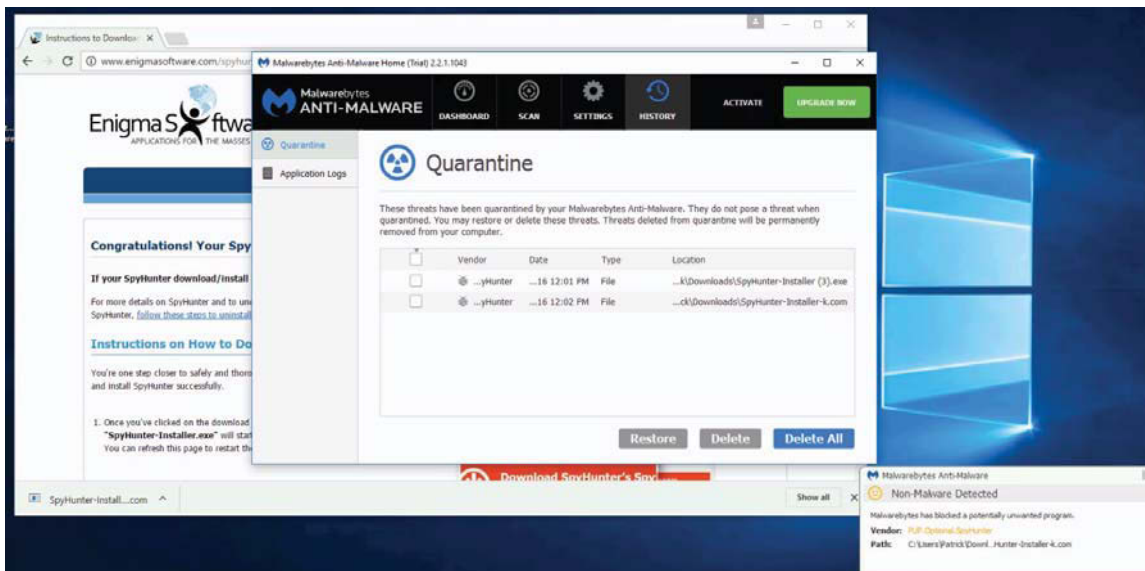 Instructions to Downloa
www.enigmasoftware.com/spyhur
Enigma S ftwa
APPLICATIONS FOR THE MASSES
Congratulations! Your Spy
If your SpyHunter download/install
For more details on SpyHunter and to un
SpyHunter, follow these steps to uninstall
Instructions on How to Do
You're one step closer to safely and thoro
and install SpyHunter successfully.
1. Once you've clicked on the download
"SpyHunter-Installer.exe" will start
You can refresh this page to restart th
Download SpyHunter's Spy
SpyHunter-Install....com
Show all
Malwarebytes Anti-Malware Home (Trial) 2.2.1.1043
Malwarebytes
ANTI-MALWARE
DASHBOARD
SCAN
SETTINGS
HISTORY
ACTIVATE
UPGRADE NOW
Quarantine
Application Logs
Quarantine
These threats have been quarantined by your Malwarebytes Anti-Malware. They do not pose a threat when
quarantined. You may restore or delete these threats. Threats deleted from quarantine will be permanently
removed from your computer.
Vendor Date Type Location
...yHunter ...16 12:01 PM File ...k\Downloads\SpyHunter-Installer (3).exe
...yHunter ...16 12:02 PM File ...ck\Downloads\SpyHunter-Installer-k.com
Restore
Delete
Delete All
Malwarebytes Anti-Malware
Non-Malware Detected
Malwarebytes has blocked a potentially unwanted program.
Vendor: PUP.Optional.SpyHunter
Path: C:\Users\Patrick\Downl...Hunter-Installer-k.com